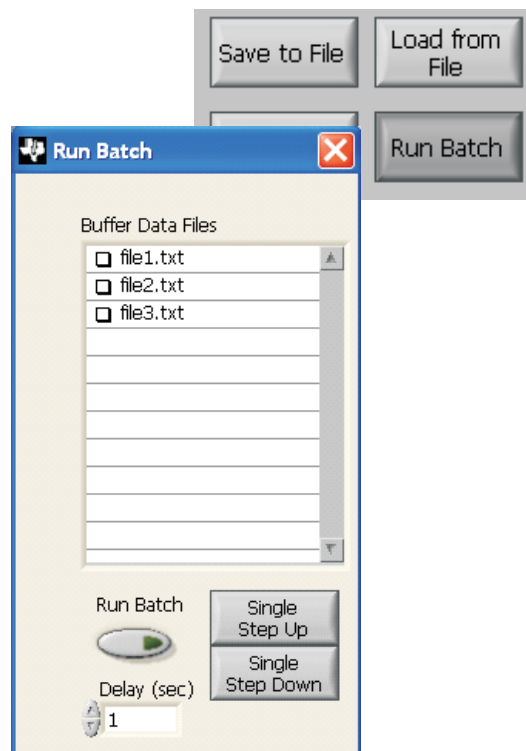 Save to File
Load from
File
Run Batch
Run Batch
Buffer Data Files
file1.txt
file2.txt
file3.txt
Run Batch
Single
Step Up
Single
Step Down
Delay (sec)
1